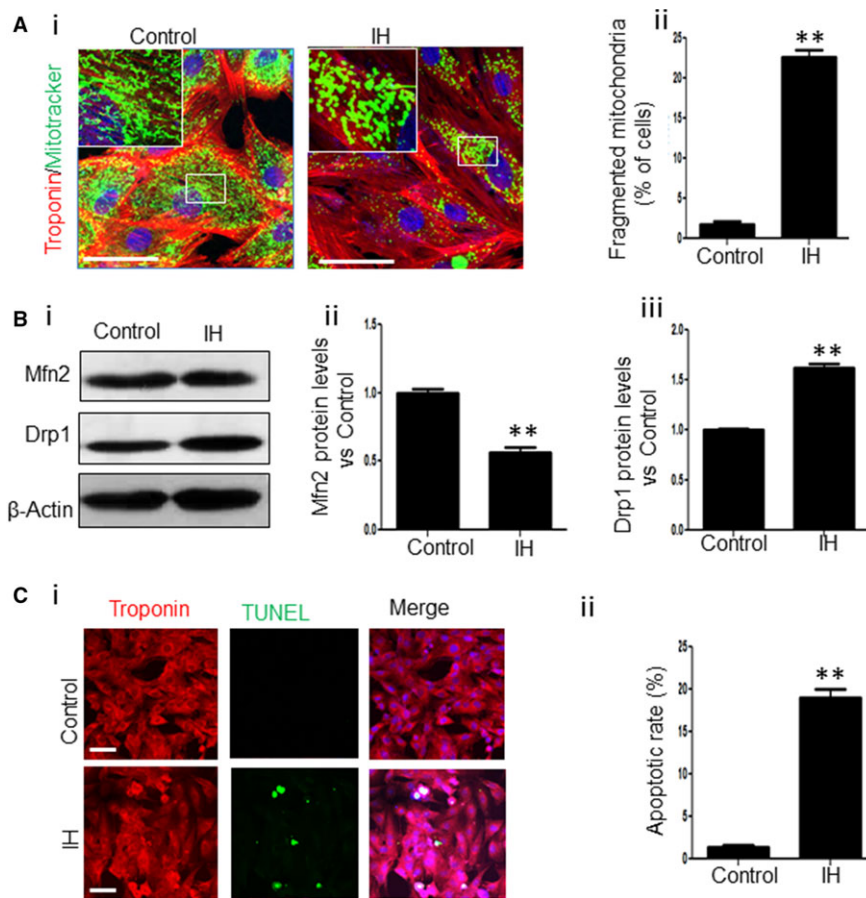 A i
Control
IH
Troponin/Mitotracker
ii
Fragmented mitochondria
(% of cells)
25
20
15
10
5
0
**
Control IH
B i
Control IH
Mfn2
Drp1
β-Actin
ii
Mfn2 protein levels
vs Control
1.5
1.0
0.5
0.0
**
Control IH
iii
Drp1 protein levels
vs Control
2.0
1.5
1.0
0.5
0.0
**
Control IH
C i
Troponin TUNEL Merge
Control
IH
ii
Apoptotic rate (%)
25
20
15
10
5
0
**
Control IH